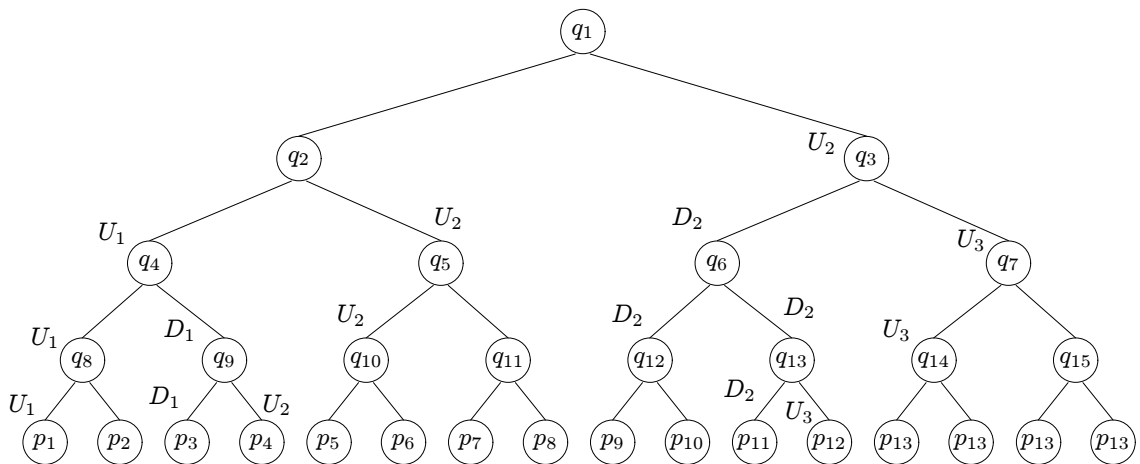 q1
q2 U2 q3
U1 U2 D2 U3
q4 q5 q6 q7
U1 D1 U2 D2 D2 U3
q8 q9 q10 q11 q12 q13 q14 q15
U1 D1 U2 D2 U3
p1 p2 p3 p4 p5 p6 p7 p8 p9 p10 p11 p12 p13 p13 p13 p13